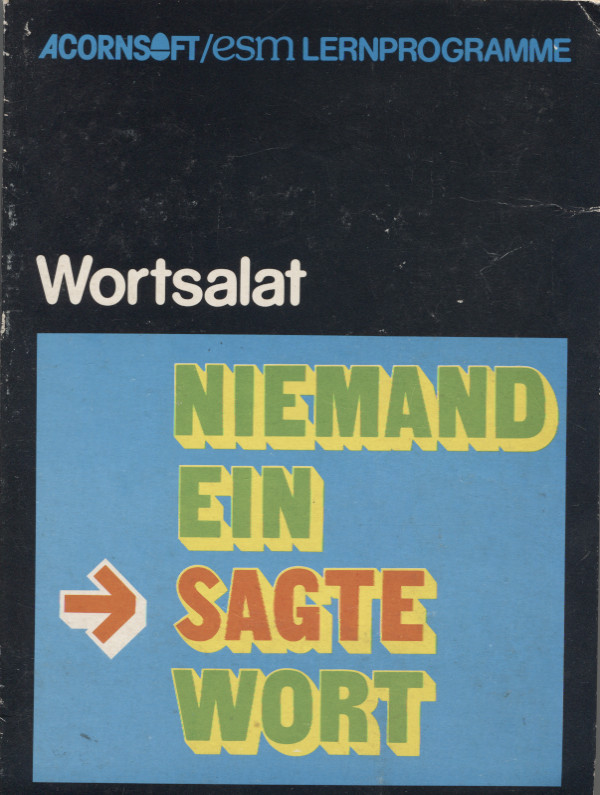 ACORNSOFT/esm LERNPROGRAMME
Wortsalat
NIEMAND
EIN
SAGTE
WORT